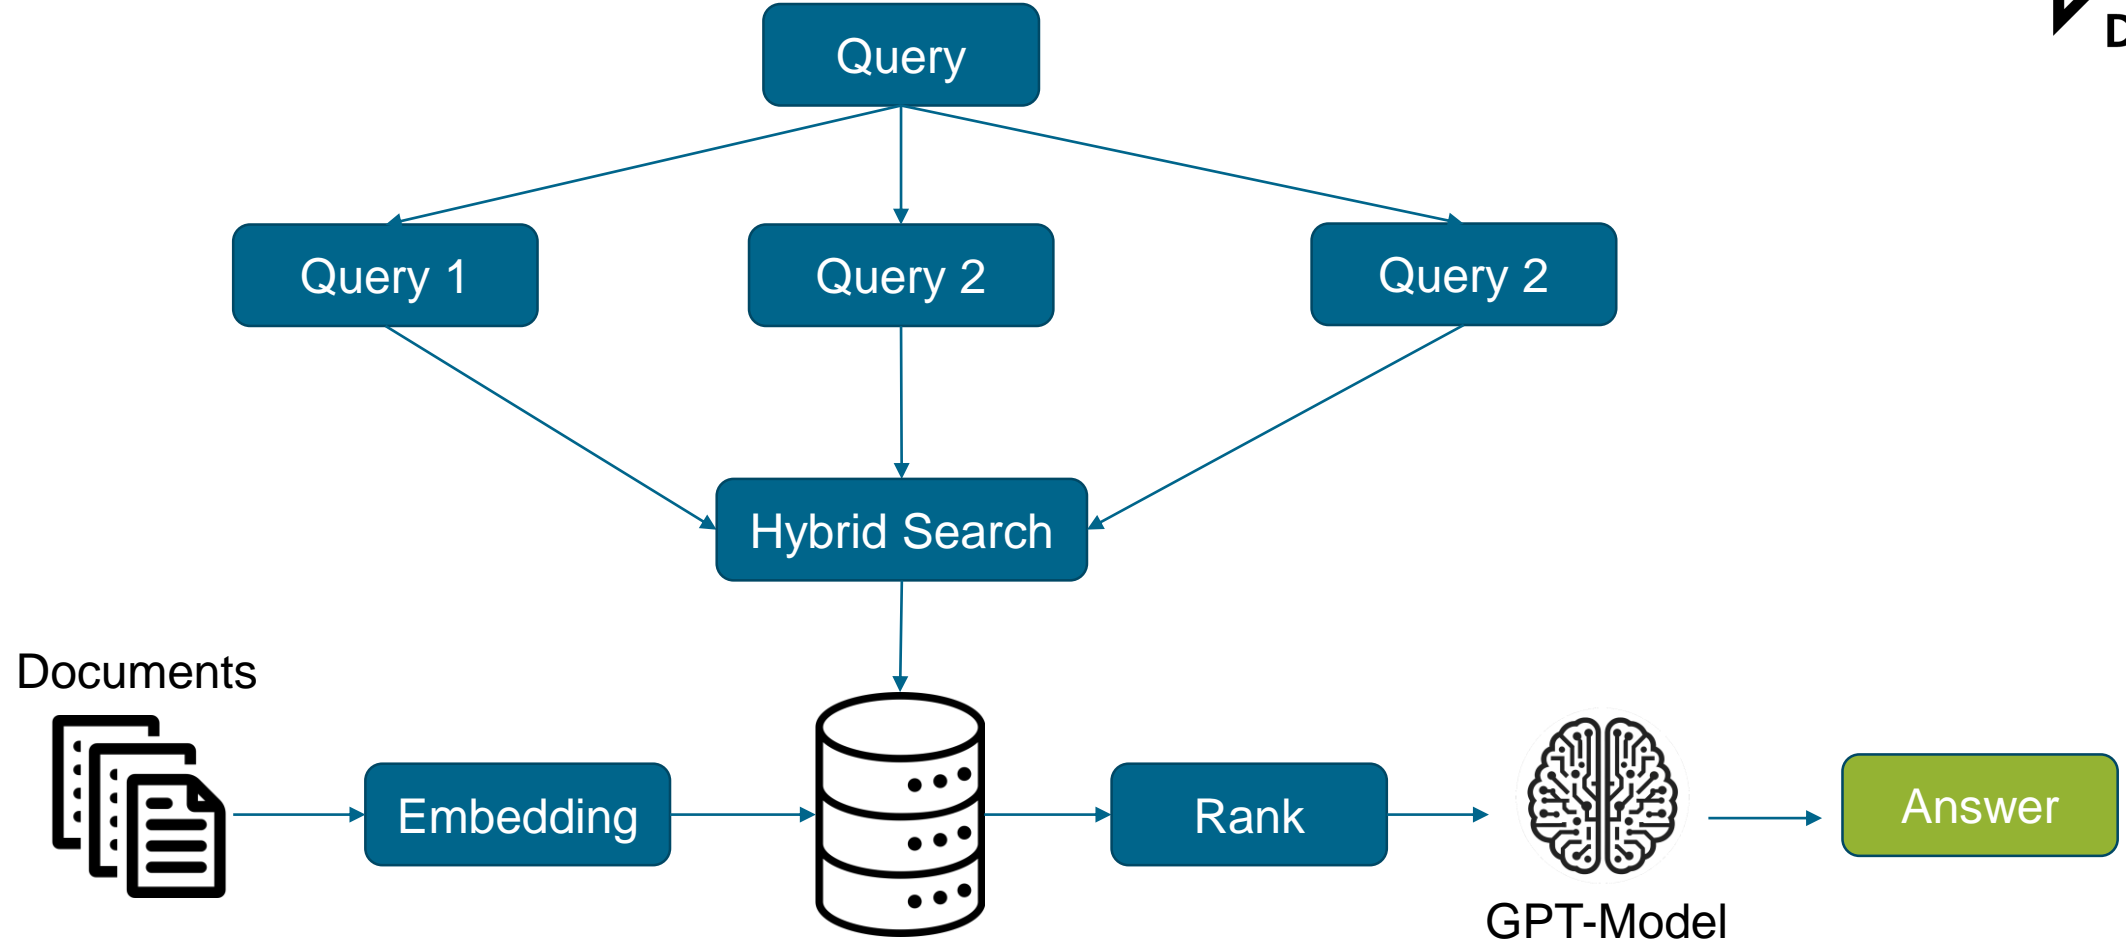 Query
Query 1
Query 2
Query 2
Hybrid Search
Documents
Embedding
Rank
Answer
GPT-Model